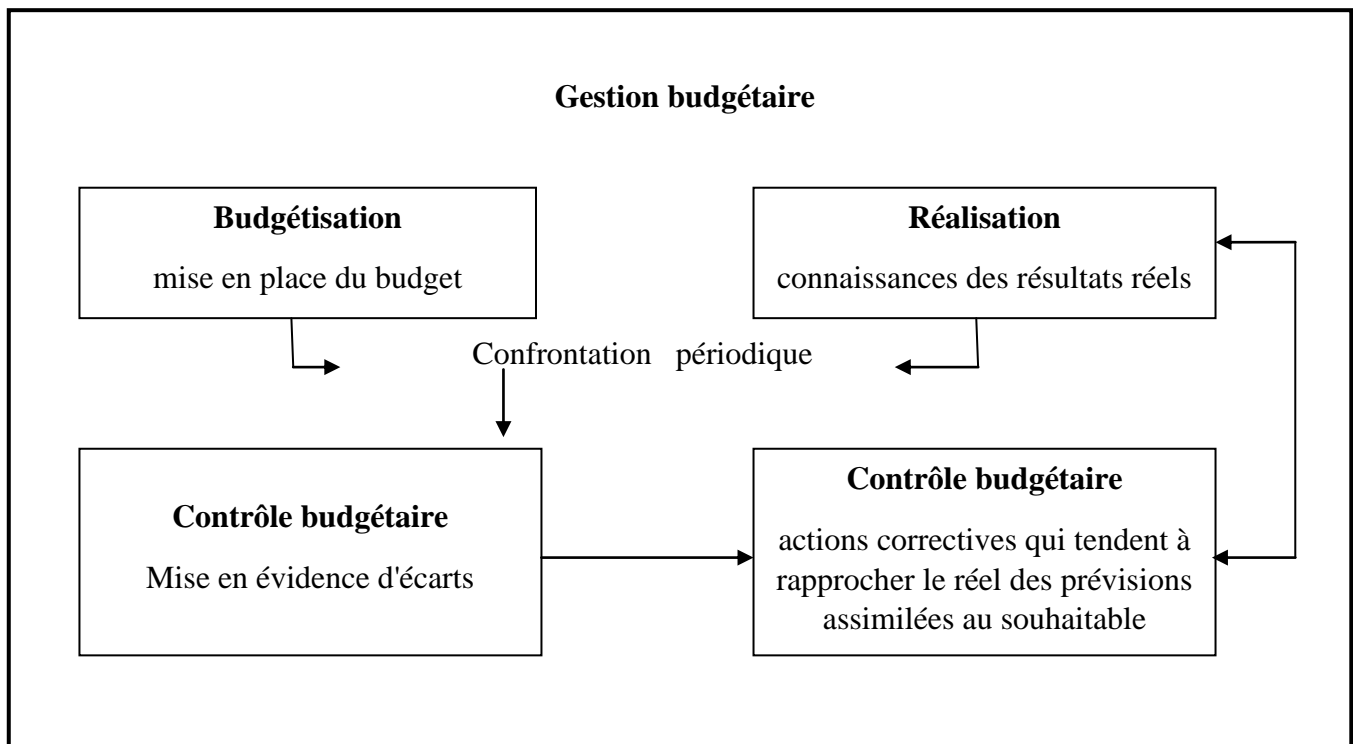 Gestion budgétaire
Budgétisation
mise en place du budget
Réalisation
connaissances des résultats réels
Confrontation périodique
Contrôle budgétaire
Mise en évidence d'écarts
Contrôle budgétaire
actions correctives qui tendent à
rapprocher le réel des prévisions
assimilées au souhaitable